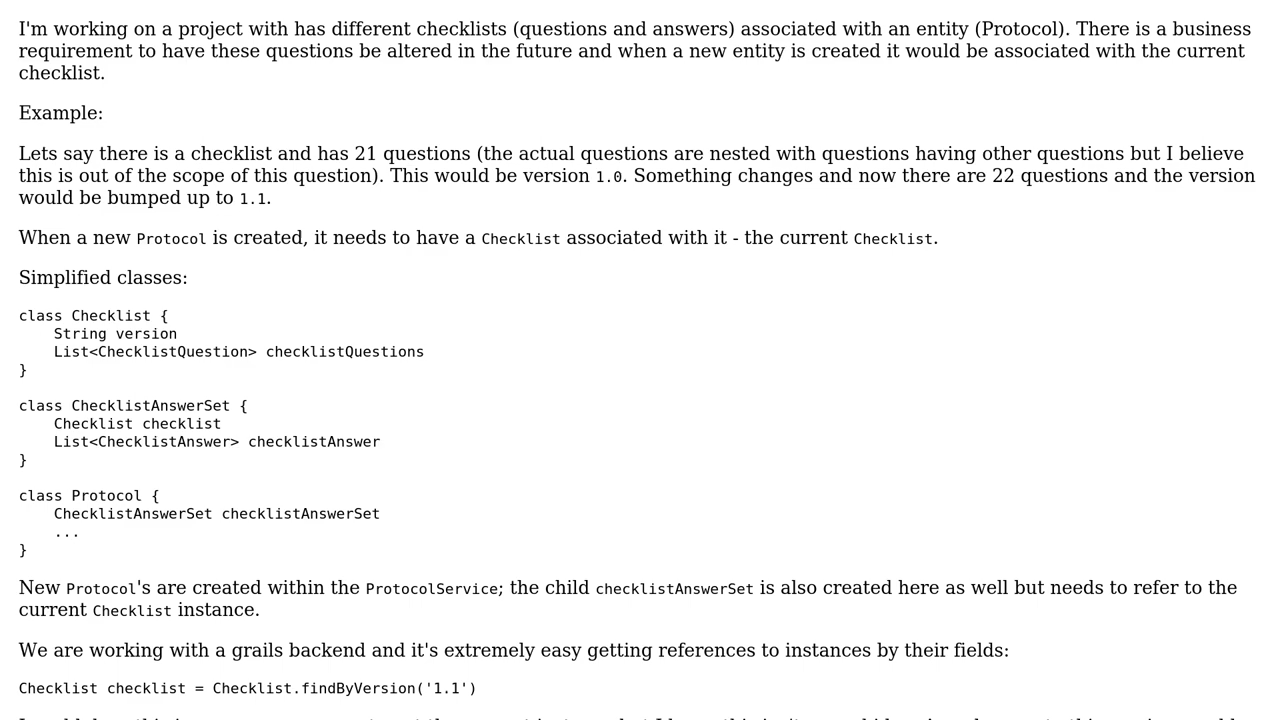 I'm working on a project with has different checklists (questions and answers) associated with an entity (Protocol). There is a business
requirement to have these questions be altered in the future and when a new entity is created it would be associated with the current
checklist.
Example:
Lets say there is a checklist and has 21 questions (the actual questions are nested with questions having other questions but I believe
this is out of the scope of this question). This would be version 1.0. Something changes and now there are 22 questions and the version
would be bumped up to 1.1.
When a new Protocol is created, it needs to have a Checklist associated with it - the current Checklist.
Simplified classes:
class Checklist {
    String version
    List<ChecklistQuestion> checklistQuestions
}
class ChecklistAnswerSet {
    Checklist checklist
    List<ChecklistAnswer> checklistAnswer
}
class Protocol {
    ChecklistAnswerSet checklistAnswerSet
    ...
}
New Protocol's are created within the ProtocolService; the child checklistAnswerSet is also created here as well but needs to refer to the
current Checklist instance.
We are working with a grails backend and it's extremely easy getting references to instances by their fields:
Checklist checklist = Checklist.findByVersion('1.1')